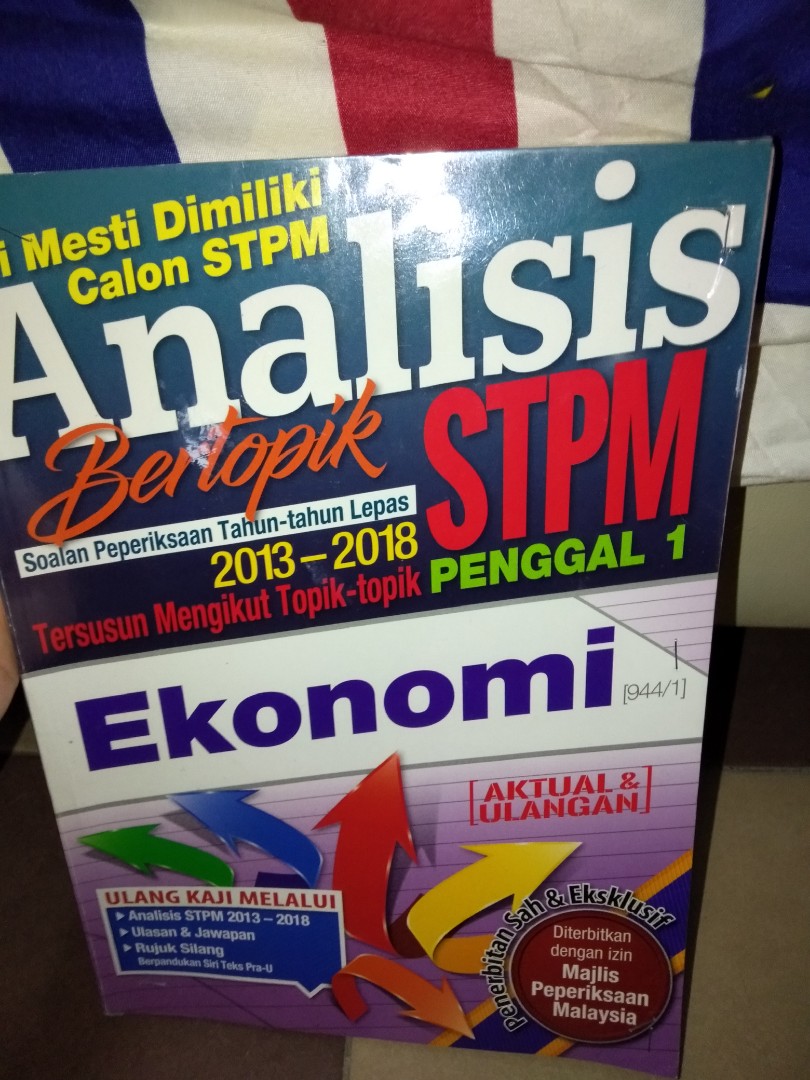 i Mesti Dimiliki
Calon STPM
Analisis
Bertopik
STPM
Soalan Peperiksaan Tahun-tahun Lepas
2013 – 2018
PENGGAL 1
Tersusun Mengikut Topik-topik
Ekonomi
[944/1]
[AKTUAL &
ULANGAN]
ULANG KAJI MELALUI
Analisis STPM 2013 – 2018
Ulasan & Jawapan
Rujuk Silang
Berpandukan Siri Teks Pra-U
Penerbitan Sah & Eksklusif
Diterbitkan
dengan izin
Majlis
Peperiksaan
Malaysia